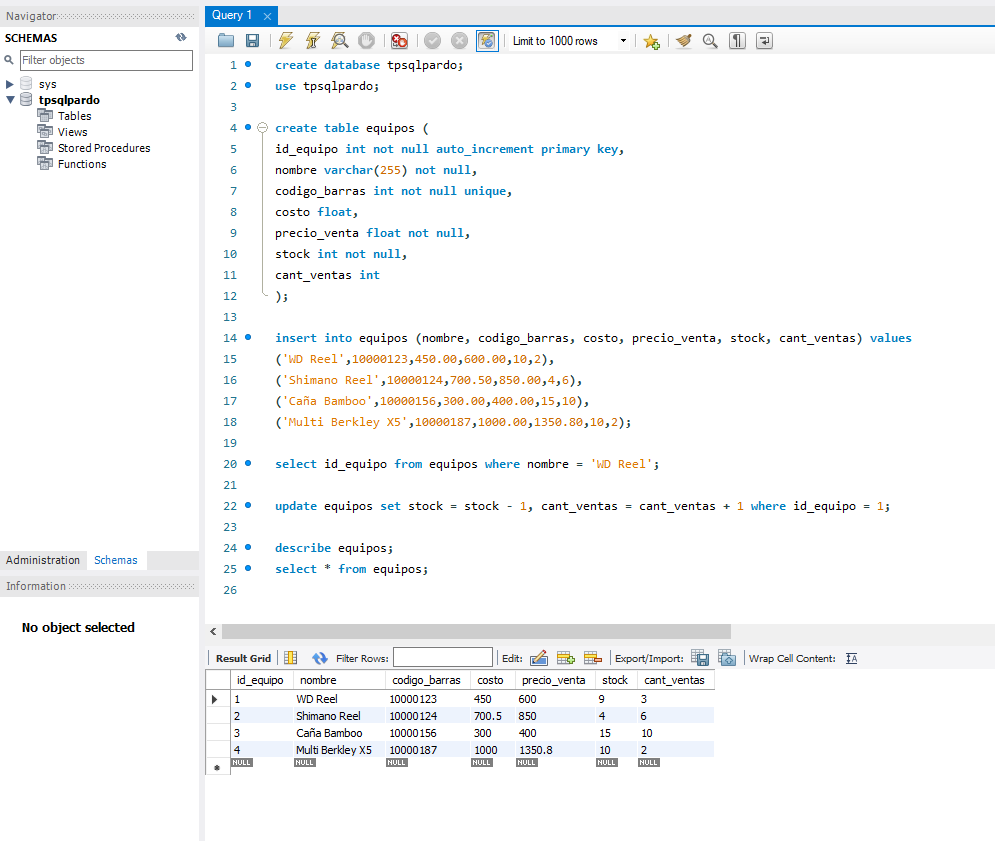 Navigator
SCHEMAS
Filter objects
sys
tpsqlpardo
Tables
Views
Stored Procedures
Functions
Administration Schemas
Information
No object selected
Query 1
Limit to 1000 rows
1 create database tpsqlpardo;
2 use tpsqlpardo;
3
4 create table equipos (
5 id_equipo int not null auto_increment primary key,
6 nombre varchar(255) not null,
7 codigo_barras int not null unique,
8 costo float,
9 precio_venta float not null,
10 stock int not null,
11 cant_ventas int
12 );
13
14 insert into equipos (nombre, codigo_barras, costo, precio_venta, stock, cant_ventas) values
15 ('WD Reel',10000123,450.00,600.00,10,2),
16 ('Shimano Reel',10000124,700.50,850.00,4,6),
17 ('Caña Bamboo',10000156,300.00,400.00,15,10),
18 ('Multi Berkley X5',10000187,1000.00,1350.80,10,2);
19
20 select id_equipo from equipos where nombre = 'WD Reel';
21
22 update equipos set stock = stock - 1, cant_ventas = cant_ventas + 1 where id_equipo = 1;
23
24 describe equipos;
25 select * from equipos;
26
Result Grid Filter Rows: Edit: Export/Import: Wrap Cell Content:
id_equipo nombre codigo_barras costo precio_venta stock cant_ventas
1 WD Reel 10000123 450 600 9 3
2 Shimano Reel 10000124 700.5 850 4 6
3 Caña Bamboo 10000156 300 400 15 10
4 Multi Berkley X5 10000187 1000 1350.8 10 2
NULL NULL NULL NULL NULL NULL NULL